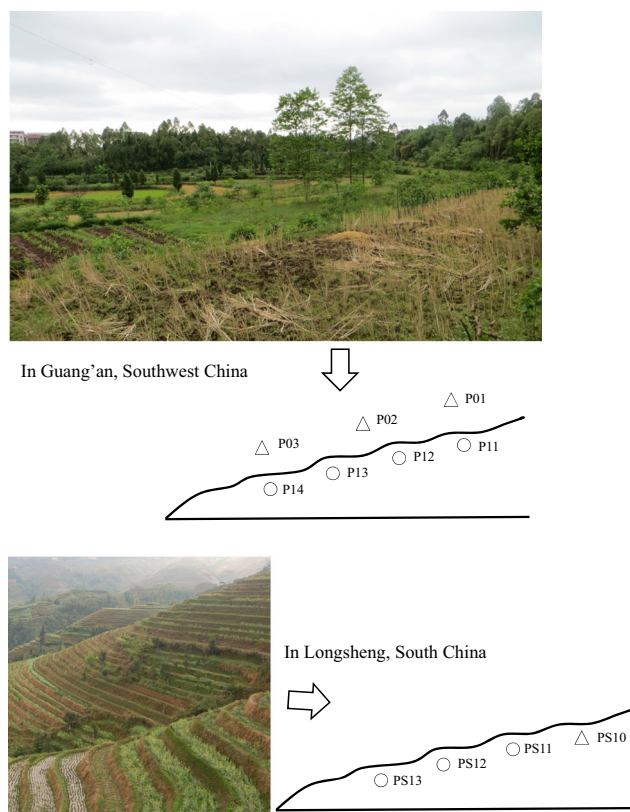 In Guang’an, Southwest China
P01
P02
P03
P11
P12
P13
P14
In Longsheng, South China
PS10
PS11
PS12
PS13